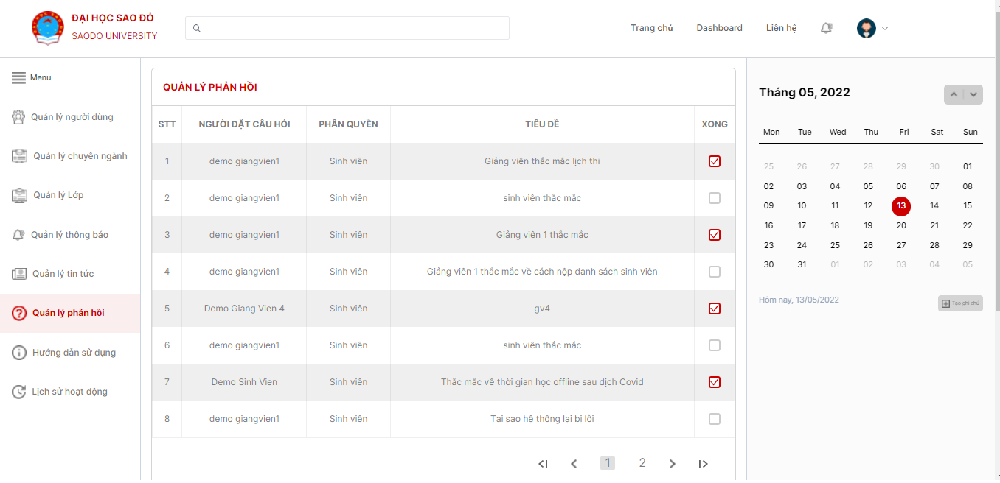 ĐẠI HỌC SAO ĐỎ
SAODO UNIVERSITY
Trang chủ Dashboard Liên hệ
Menu
Quản lý người dùng
Quản lý chuyên ngành
Quản lý Lớp
Quản lý thông báo
Quản lý tin tức
Quản lý phản hồi
Hướng dẫn sử dụng
Lịch sử hoạt động
QUẢN LÝ PHẢN HỒI
STT NGƯỜI ĐẶT CÂU HỎI PHÂN QUYỀN TIÊU ĐỀ XONG
1 demo giangvien1 Sinh viên Giảng viên thắc mắc lịch thi
2 demo giangvien1 Sinh viên sinh viên thắc mắc
3 demo giangvien1 Sinh viên Giảng viên 1 thắc mắc
4 demo giangvien1 Sinh viên Giảng viên 1 thắc mắc về cách nộp danh sách sinh viên
5 Demo Giang Vien 4 Sinh viên gv4
6 demo giangvien1 Sinh viên sinh viên thắc mắc
7 Demo Sinh Vien Sinh viên Thắc mắc về thời gian học offline sau dịch Covid
8 demo giangvien1 Sinh viên Tại sao hệ thống lại bị lỗi
1 2
Tháng 05, 2022
Mon Tue Wed Thu Fri Sat Sun
25 26 27 28 29 30 01
02 03 04 05 06 07 08
09 10 11 12 13 14 15
16 17 18 19 20 21 22
23 24 25 26 27 28 29
30 31 01 02 03 04 05
Hôm nay, 13/05/2022
Tạo ghi chú